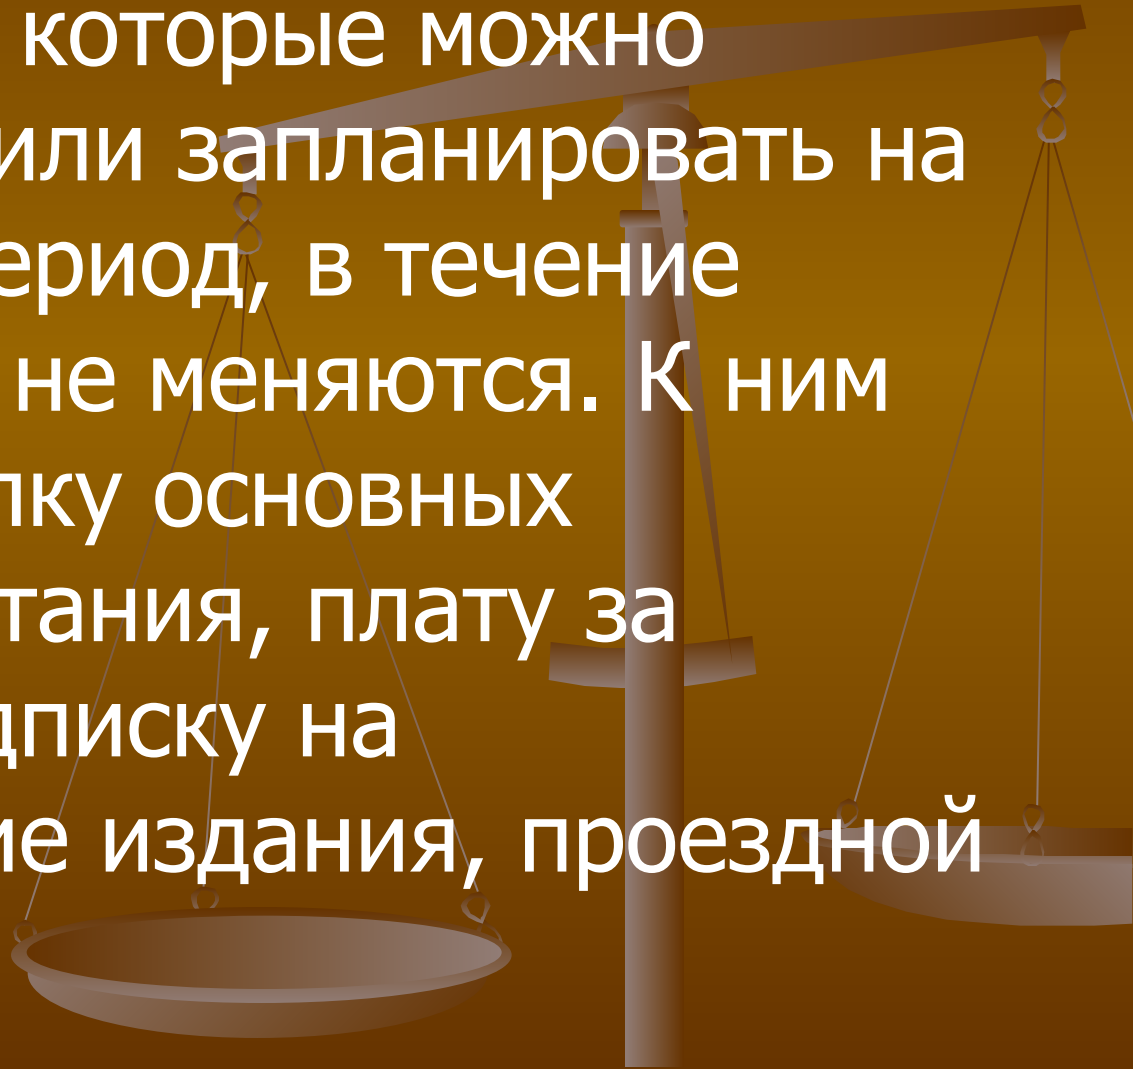 которые можно
или запланировать на
ериод, в течение
не меняются. К ним
пку основных
тания, плату за
дписку на
ие издания, проездной